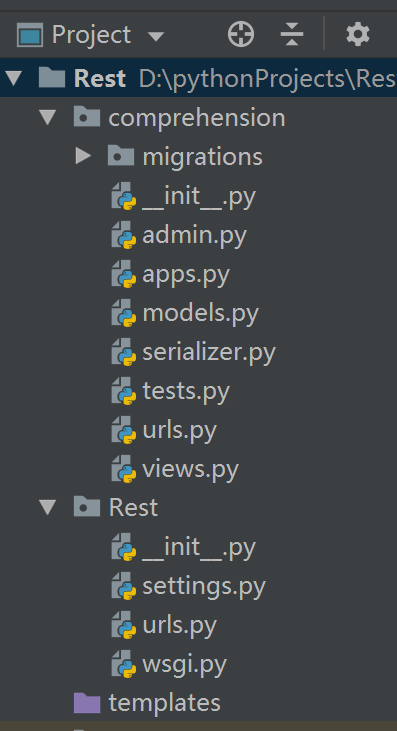 Project
Rest D:\pythonProjects\Res
comprehension
migrations
__init__.py
admin.py
apps.py
models.py
serializer.py
tests.py
urls.py
views.py
Rest
__init__.py
settings.py
urls.py
wsgi.py
templates